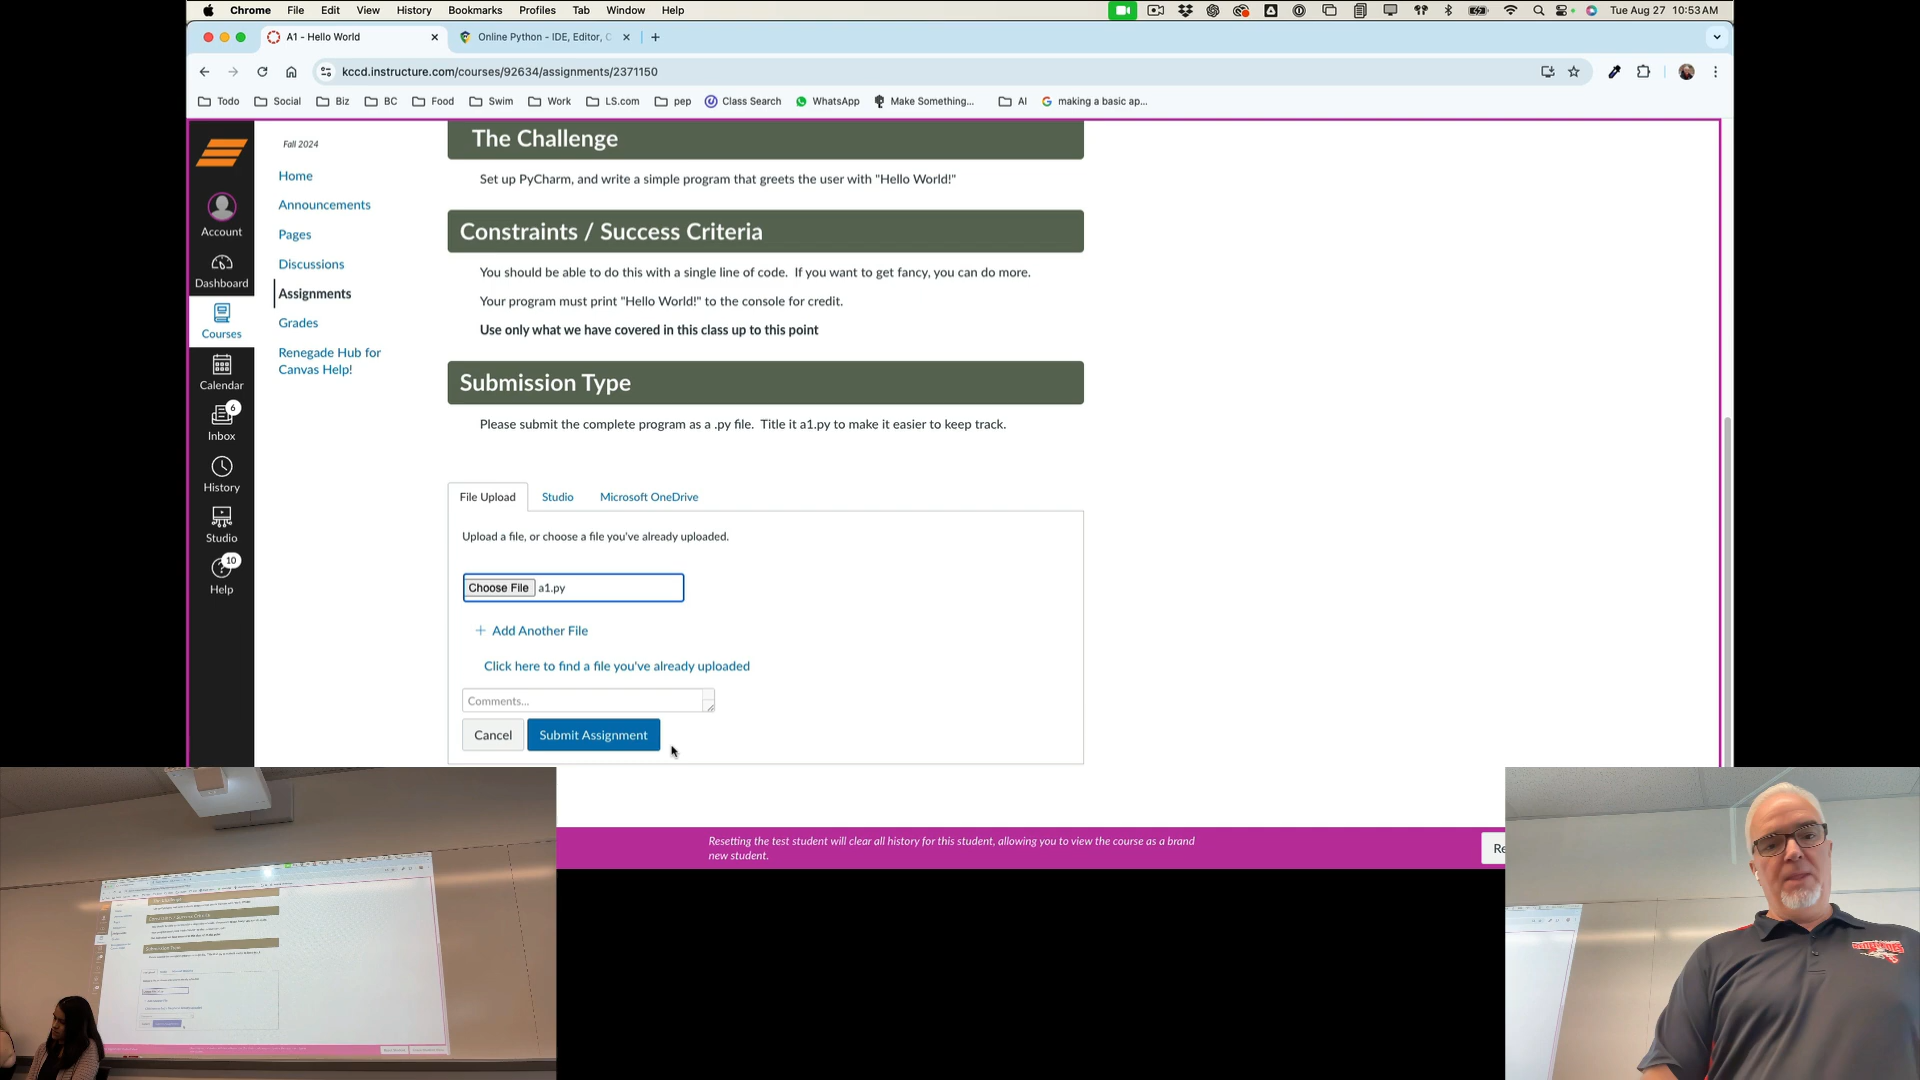 Chrome File Edit View History Bookmarks Profiles Tab Window Help
Tue Aug 27 10:53 AM
A1 - Hello World
Online Python - IDE, Editor, C
kccd.instructure.com/courses/92634/assignments/2371150
Todo Social Biz BC Food Swim Work LS.com pep Class Search WhatsApp Make Something... AI making a basic ap...
Fall 2024
Home
Announcements
Pages
Discussions
Assignments
Grades
Renegade Hub for
Canvas Help!
Account
Dashboard
Courses
Calendar
6
Inbox
History
Studio
10
Help
The Challenge
Set up PyCharm, and write a simple program that greets the user with "Hello World!"
Constraints / Success Criteria
You should be able to do this with a single line of code. If you want to get fancy, you can do more.
Your program must print "Hello World!" to the console for credit.
Use only what we have covered in this class up to this point
Submission Type
Please submit the complete program as a .py file. Title it a1.py to make it easier to keep track.
File Upload Studio Microsoft OneDrive
Upload a file, or choose a file you've already uploaded.
Choose File a1.py
+ Add Another File
Click here to find a file you've already uploaded
Comments...
Cancel Submit Assignment
Resetting the test student will clear all history for this student, allowing you to view the course as a brand
new student.
Re